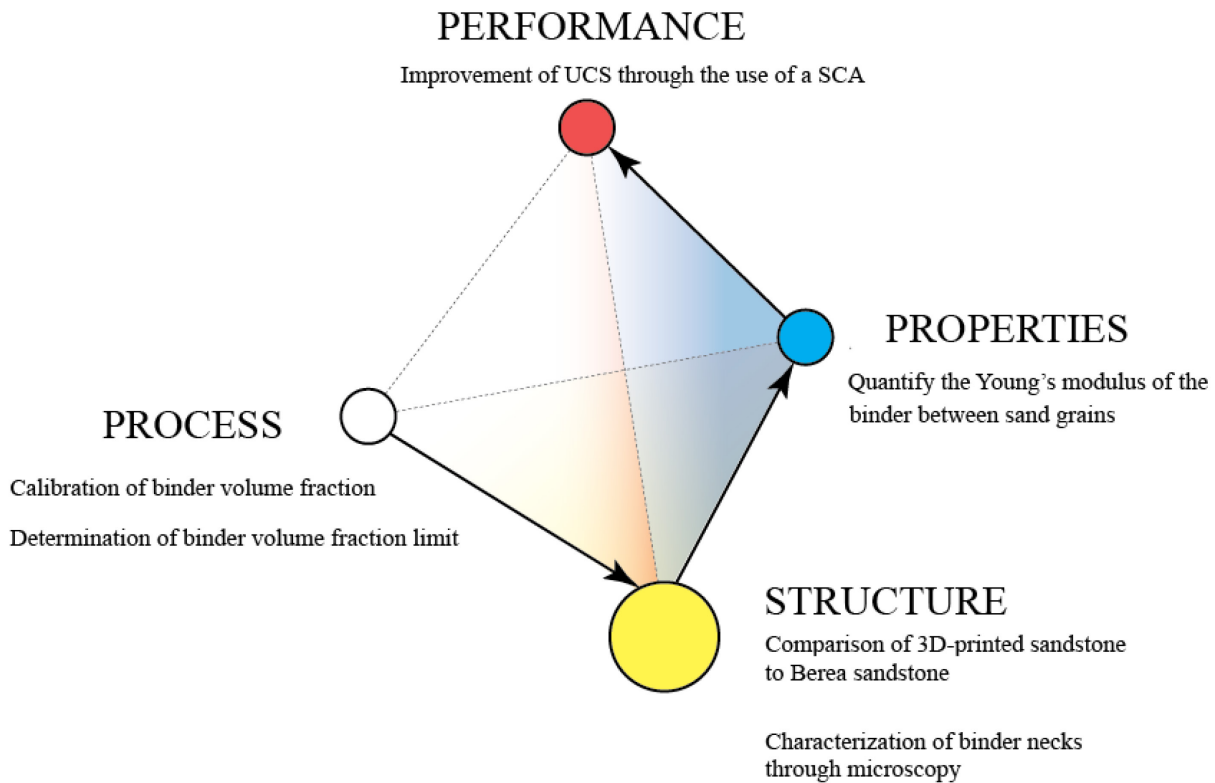 PERFORMANCE
Improvement of UCS through the use of a SCA
PROPERTIES
Quantify the Young's modulus of the
binder between sand grains
PROCESS
Calibration of binder volume fraction
Determination of binder volume fraction limit
STRUCTURE
Comparison of 3D-printed sandstone
to Berea sandstone
Characterization of binder necks
through microscopy